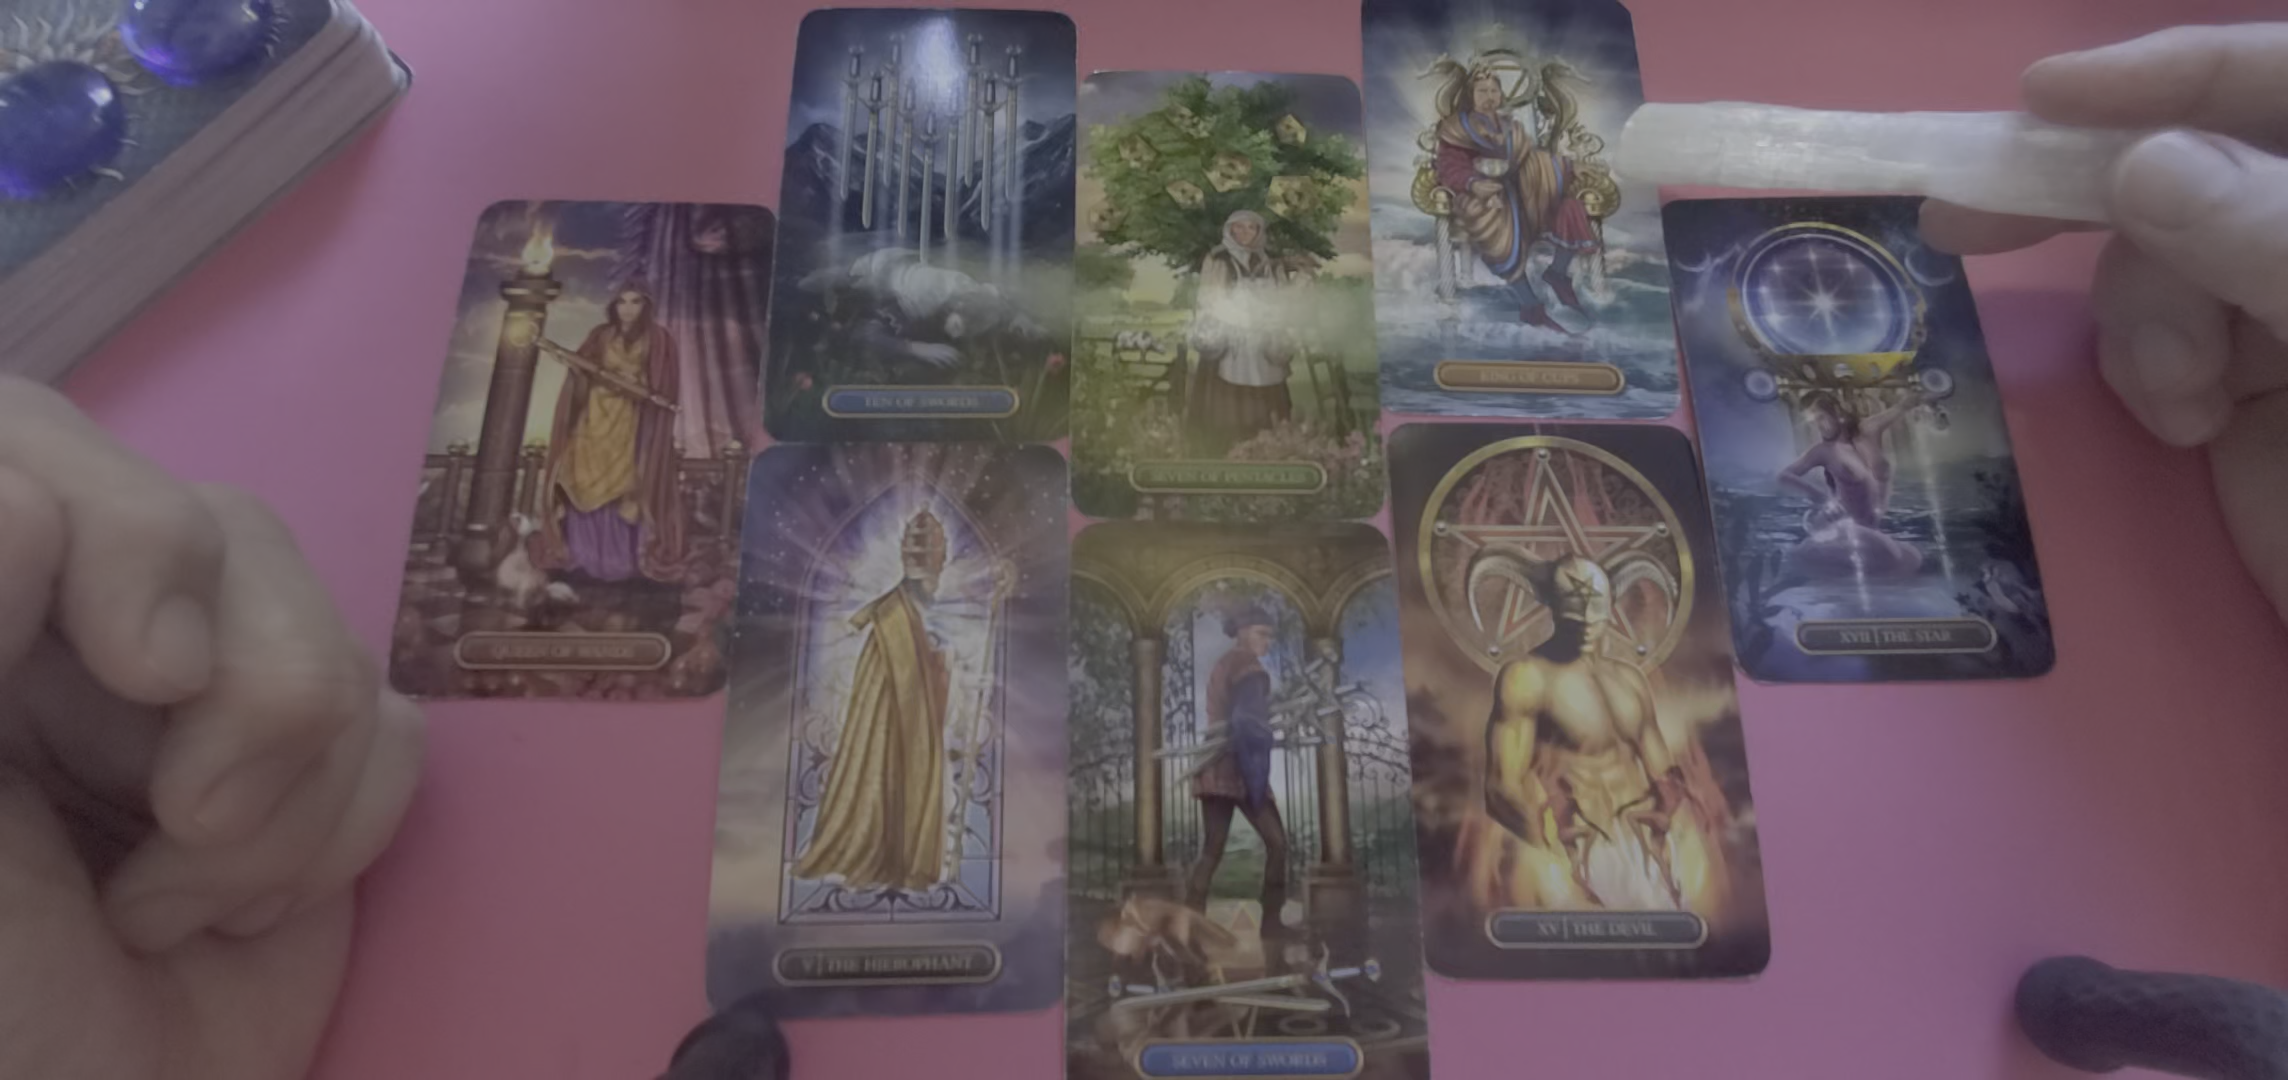 TEN OF SWORDS
KING OF CUPS
SEVEN OF PENTACLES
QUEEN OF WANDS
XVII | THE STAR
V | THE HIEROPHANT
XV | THE DEVIL
SEVEN OF SWORDS